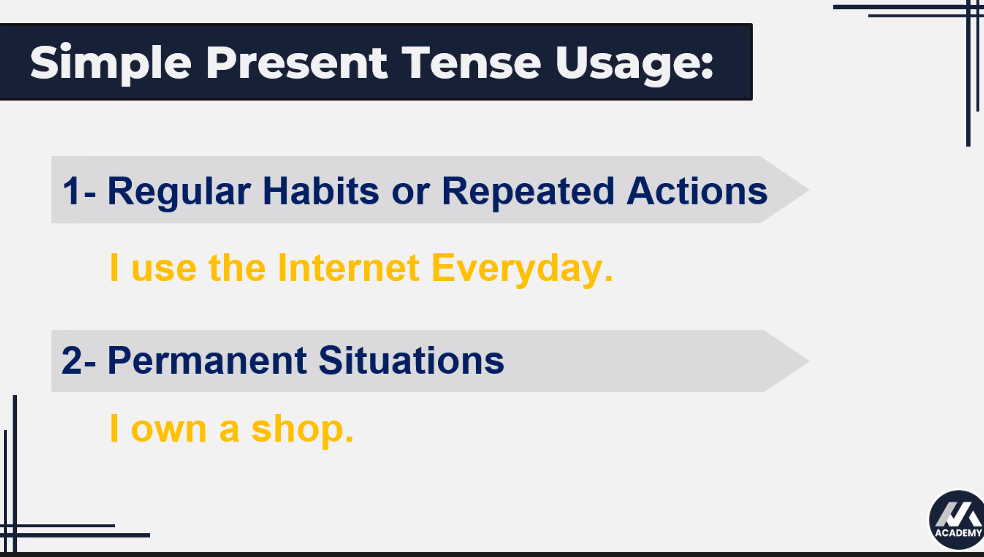 Simple Present Tense Usage:
1- Regular Habits or Repeated Actions
I use the Internet Everyday.
2- Permanent Situations
I own a shop.
ACADEMY